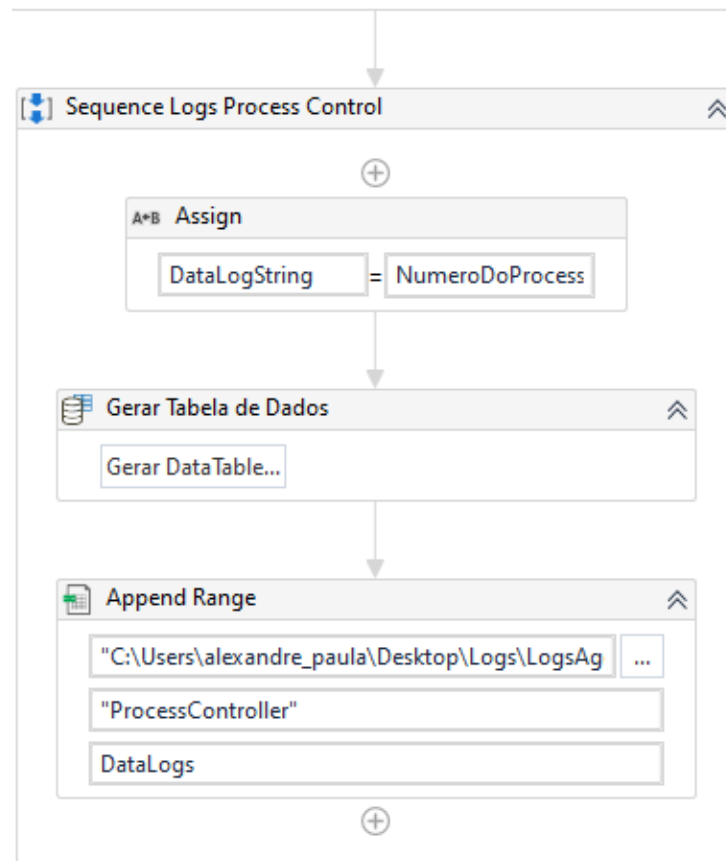 Sequence Logs Process Control
A+B Assign
DataLogString = NumeroDoProcess
Gerar Tabela de Dados
Gerar DataTable...
Append Range
"C:\Users\alexandre_paula\Desktop\Logs\LogsAg ...
"ProcessController"
DataLogs